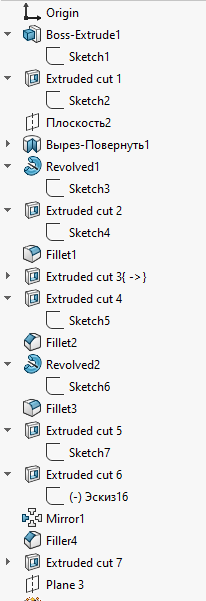 Origin
Boss-Extrude1
Sketch1
Extruded cut 1
Sketch2
Плоскость2
Вырез-Повернуть1
Revolved1
Sketch3
Extruded cut 2
Sketch4
Fillet1
Extruded cut 3{ ->}
Extruded cut 4
Sketch5
Fillet2
Revolved2
Sketch6
Fillet3
Extruded cut 5
Sketch7
Extruded cut 6
(-) Эскиз16
Mirror1
Filler4
Extruded cut 7
Plane 3